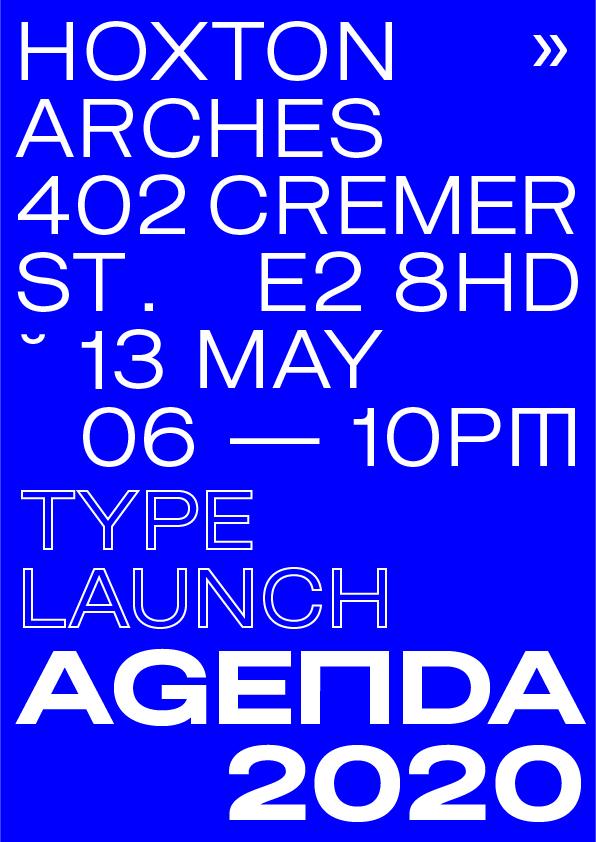 HOXTON »
ARCHES
402 CREMER
ST. E2 8HD
˘ 13 MAY
06 — 10PM
TYPE
LAUNCH
AGENDA
2020